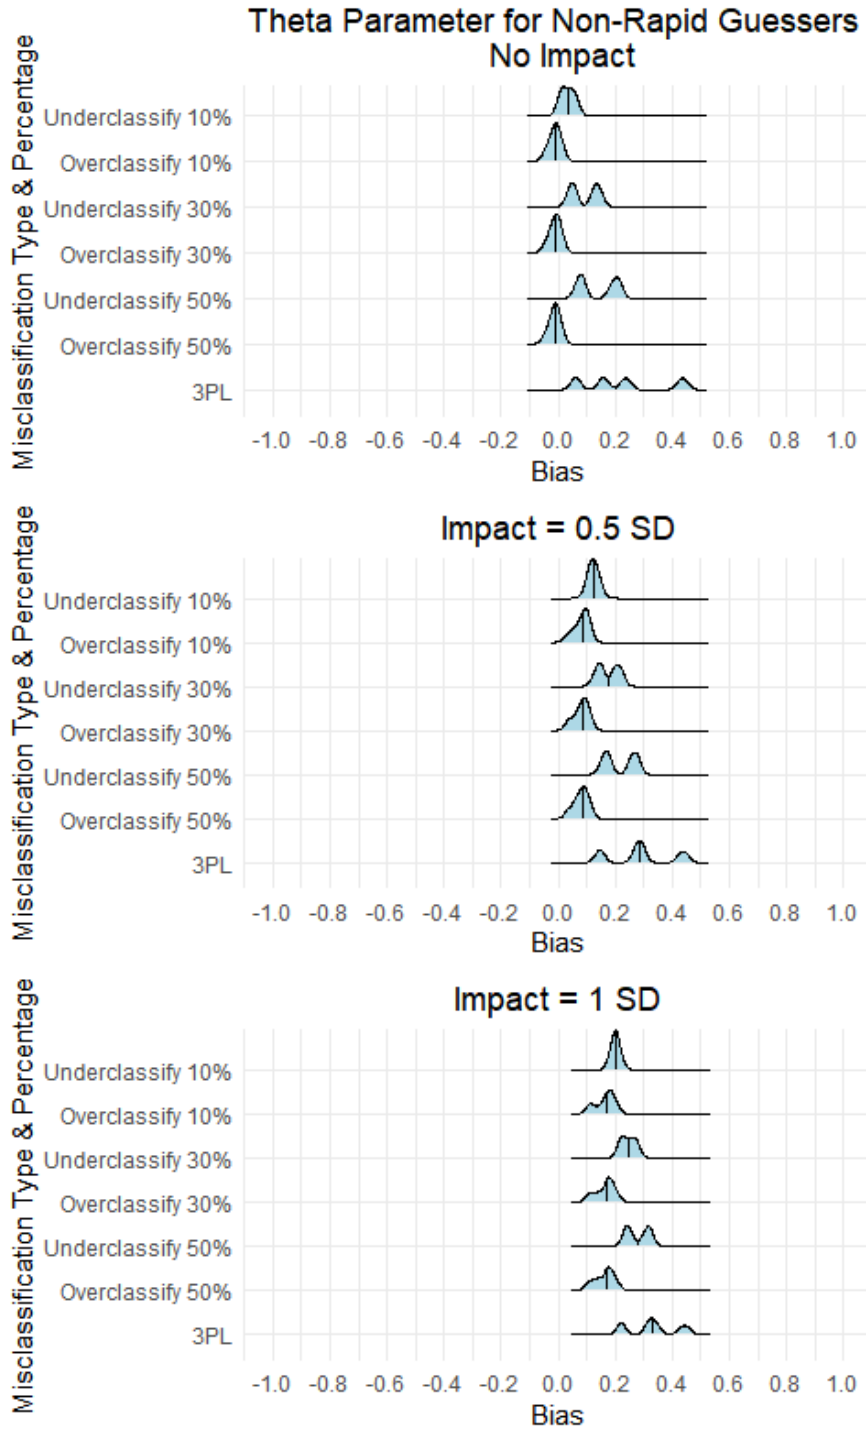 Theta Parameter for Non-Rapid Guessers
No Impact
Misclassification Type & Percentage
Underclassify 10%
Overclassify 10%
Underclassify 30%
Overclassify 30%
Underclassify 50%
Overclassify 50%
3PL
-1.0 -0.8 -0.6 -0.4 -0.2 0.0 0.2 0.4 0.6 0.8 1.0
Bias
Impact = 0.5 SD
Misclassification Type & Percentage
Underclassify 10%
Overclassify 10%
Underclassify 30%
Overclassify 30%
Underclassify 50%
Overclassify 50%
3PL
-1.0 -0.8 -0.6 -0.4 -0.2 0.0 0.2 0.4 0.6 0.8 1.0
Bias
Impact = 1 SD
Misclassification Type & Percentage
Underclassify 10%
Overclassify 10%
Underclassify 30%
Overclassify 30%
Underclassify 50%
Overclassify 50%
3PL
-1.0 -0.8 -0.6 -0.4 -0.2 0.0 0.2 0.4 0.6 0.8 1.0
Bias